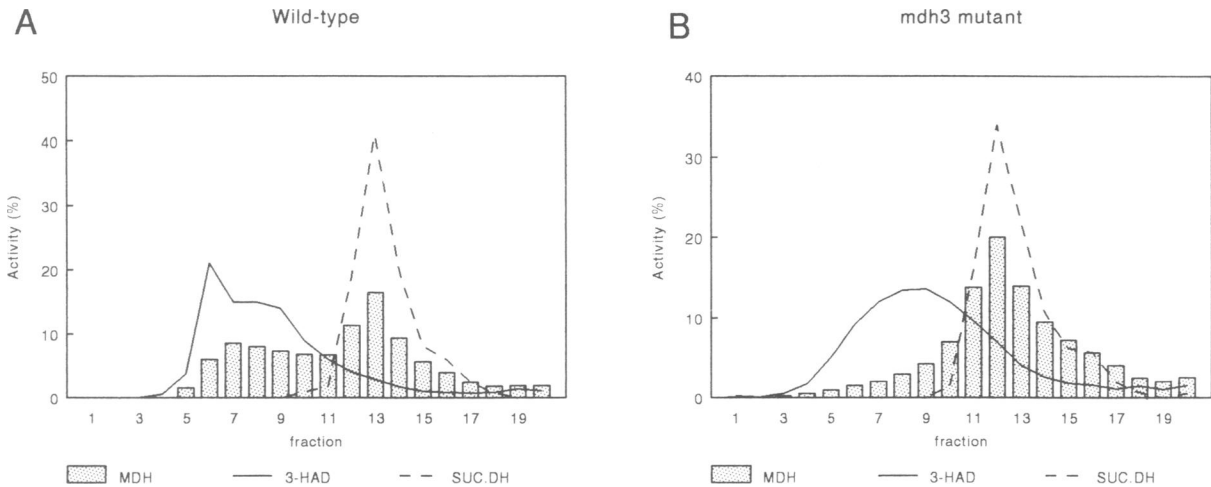 A
Wild-type
50
40
30
20
10
0
Activity (%)
1 3 5 7 9 11 13 15 17 19
fraction
MDH 3-HAD SUC.DH
B
mdh3 mutant
40
30
20
10
0
Activity (%)
1 3 5 7 9 11 13 15 17 19
fraction
MDH 3-HAD SUC.DH